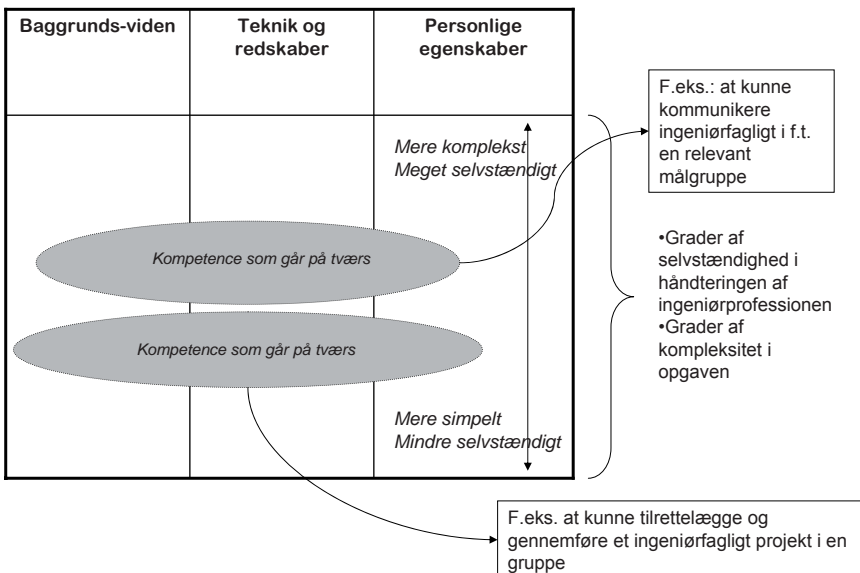 Baggrunds-viden
Teknik og
redskaber
Personlige
egenskaber
F.eks.: at kunne
kommunikere
ingeniørfagligt i f.t.
en relevant
målgruppe
Mere komplekst
Meget selvstændigt
Kompetence som går på tværs
•Grader af
selvstændighed i
håndteringen af
ingeniørprofessionen
•Grader af
kompleksitet i
opgaven
Kompetence som går på tværs
Mere simpelt
Mindre selvstændigt
F.eks. at kunne tilrettelægge og
gennemføre et ingeniørfagligt projekt i en
gruppe